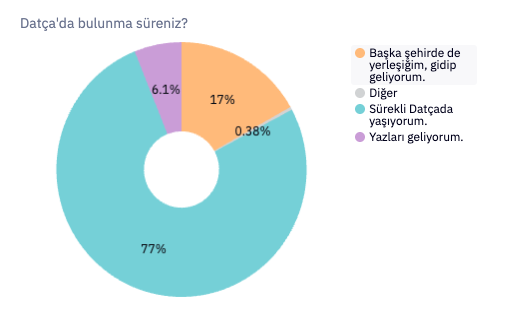 Datça'da bulunma süreniz?
Başka şehirde de
yerleşiğim, gidip
geliyorum.
Diğer
Sürekli Datçada
yaşıyorum.
Yazları geliyorum.
6.1%
17%
0.38%
77%